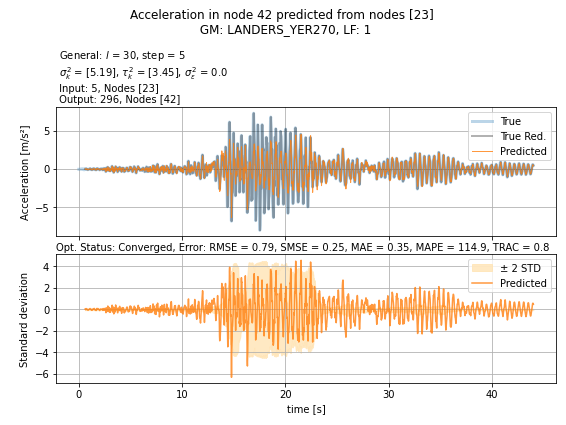 Acceleration in node 42 predicted from nodes [23]
GM: LANDERS_YER270, LF: 1
General: l = 30, step = 5
σ_k² = [5.19], τ_k² = [3.45], σ_ε² = 0.0
Input: 5, Nodes [23]
Output: 296, Nodes [42]
Acceleration [m/s²]
5
0
−5
True
True Red.
Predicted
Opt. Status: Converged, Error: RMSE = 0.79, SMSE = 0.25, MAE = 0.35, MAPE = 114.9, TRAC = 0.8
Standard deviation
4
2
0
−2
−4
−6
± 2 STD
Predicted
0 10 20 30 40
time [s]